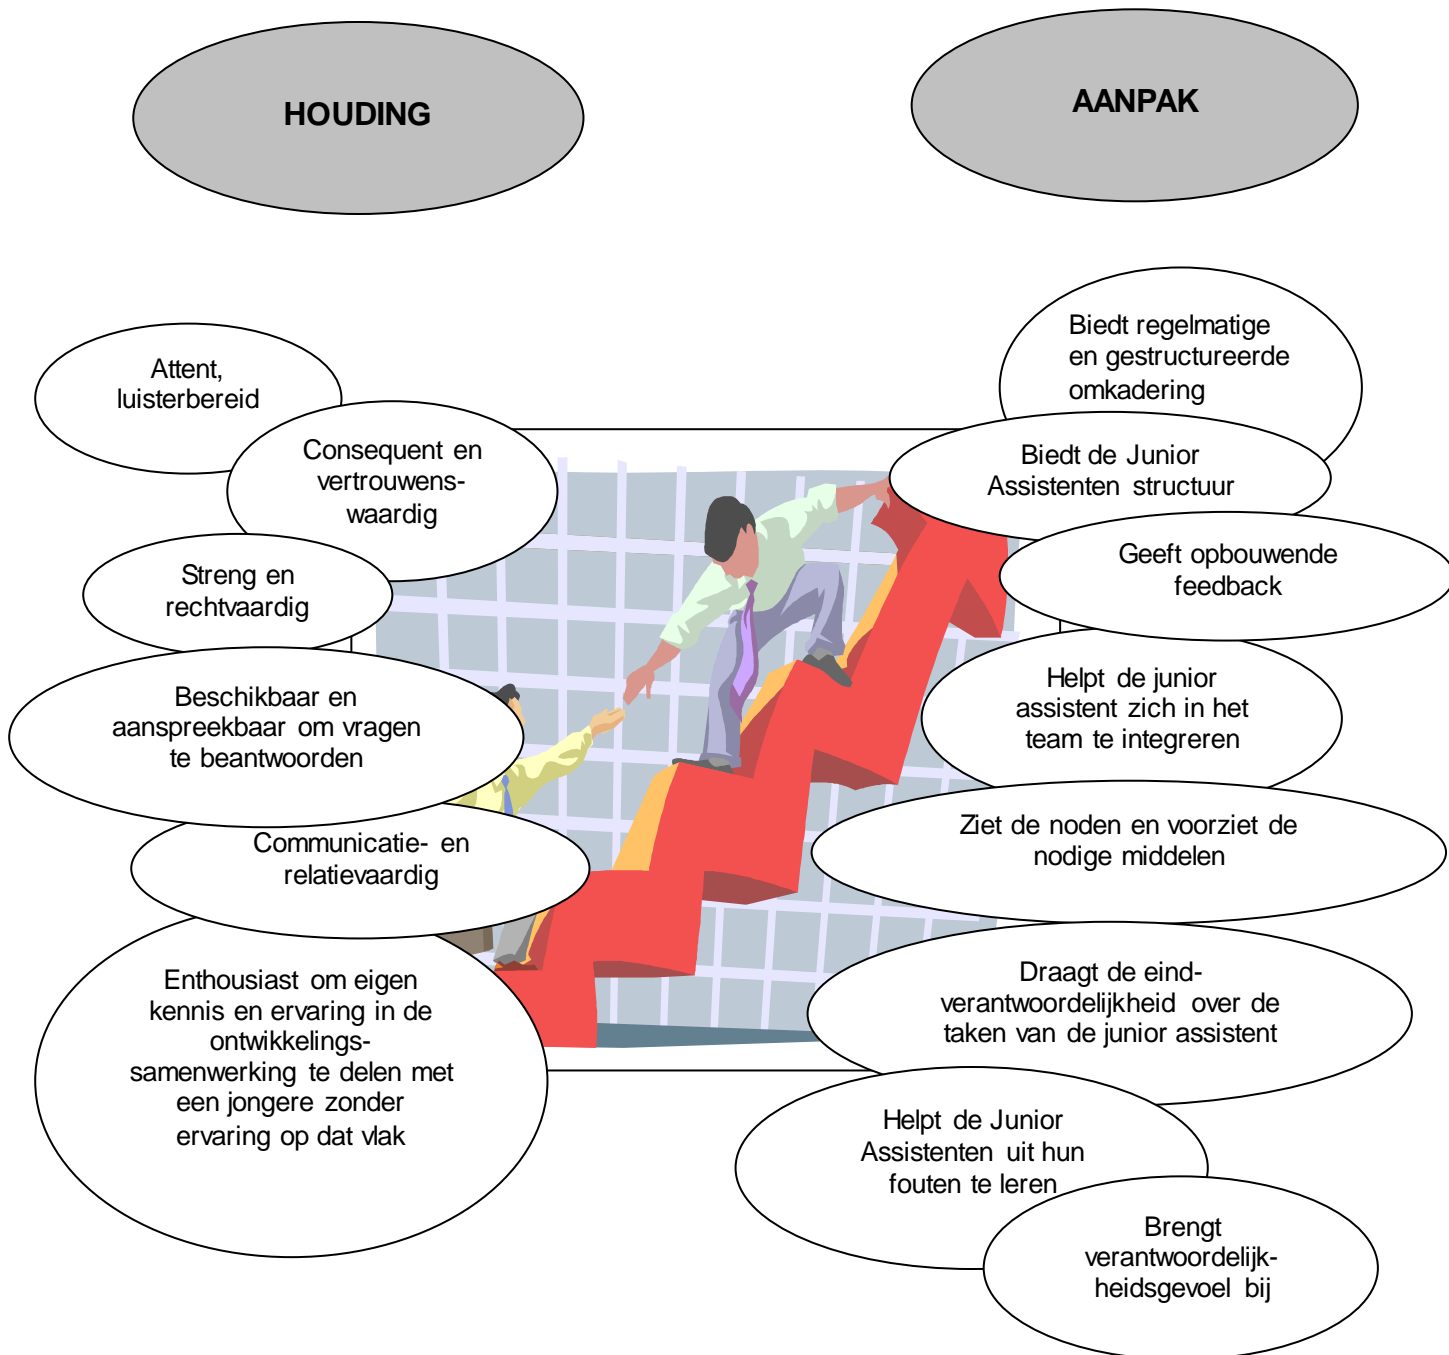 HOUDING
AANPAK
Attent,
luisterbereid
Consequent en
vertrouwens-
waardig
Streng en
rechtvaardig
Beschikbaar en
aanspreekbaar om vragen
te beantwoorden
Communicatie- en
relatievaardig
Enthousiast om eigen
kennis en ervaring in de
ontwikkelings-
samenwerking te delen met
een jongere zonder
ervaring op dat vlak
Biedt regelmatige
en gestructureerde
omkadering
Biedt de Junior
Assistenten structuur
Geeft opbouwende
feedback
Helpt de junior
assistent zich in het
team te integreren
Ziet de noden en voorziet de
nodige middelen
Draagt de eind-
verantwoordelijkheid over de
taken van de junior assistent
Helpt de Junior
Assistenten uit hun
fouten te leren
Brengt
verantwoordelijk-
heidsgevoel bij